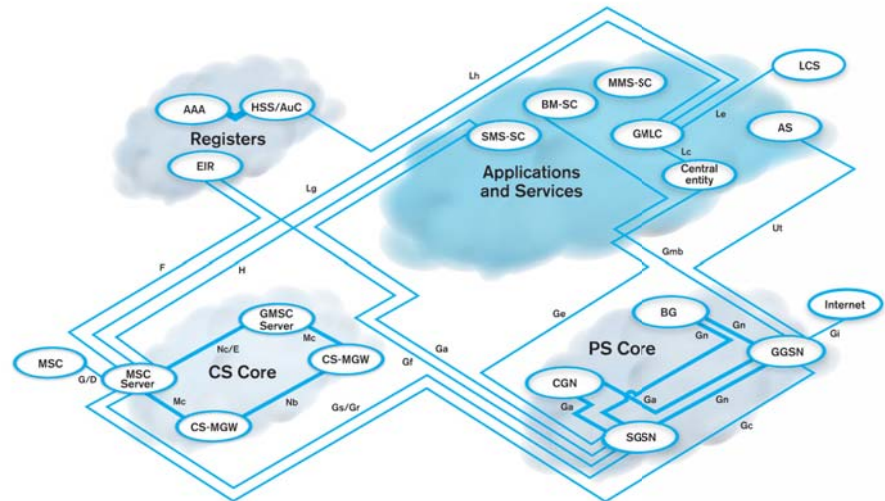 LCS
Lh
MMS-SC
AAA
HSS/AuC
BM-SC
Le
Registers
SMS-SC
GMLC
AS
Lc
EIR
Applications
and Services
Central
entity
Lg
Ut
F
H
Gmb
GMSC
Server
Ge
BG
Internet
Nc/E
Mc
Gn
Gn
Gi
MSC
G/D
MSC
Server
CS Core
CS-MGW
Gf
Ga
PS Core
GGSN
CGN
Mc
Nb
Gs/Gr
Ga
Ga
Gn
CS-MGW
SGSN
Gc